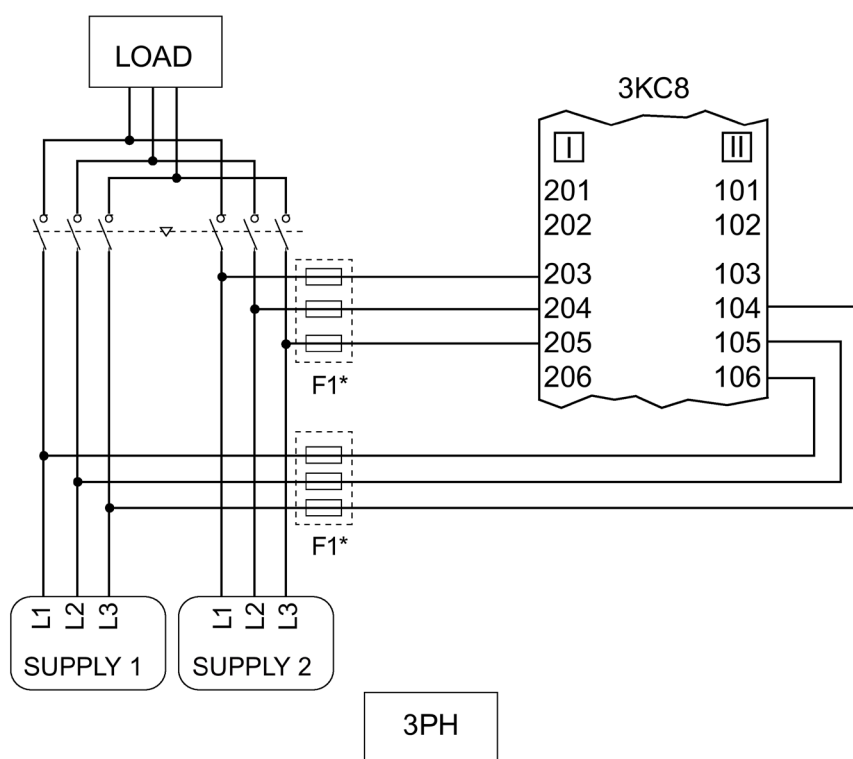 LOAD
3KC8
I II
201 101
202 102
203 103
204 104
205 105
206 106
F1*
F1*
L1 L2 L3 L1 L2 L3
SUPPLY 1 SUPPLY 2
3PH